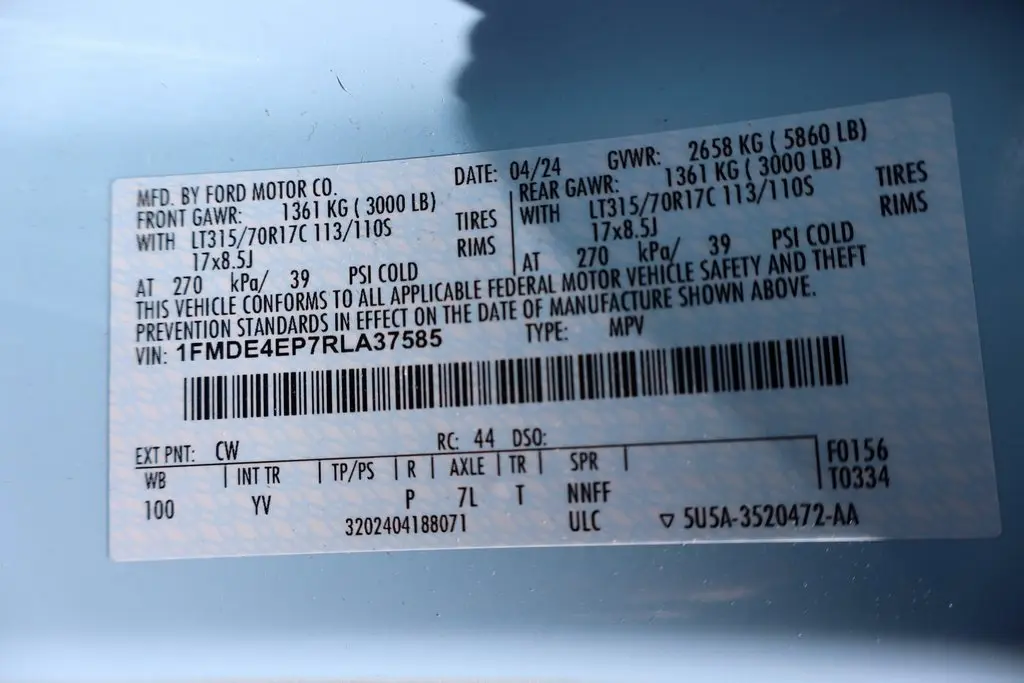 MFD. BY FORD MOTOR CO. DATE: 04/24 GVWR: 2658 KG ( 5860 LB)
FRONT GAWR: 1361 KG ( 3000 LB) REAR GAWR: 1361 KG ( 3000 LB)
WITH LT315/70R17C 113/110S TIRES WITH LT315/70R17C 113/110S TIRES
17x8.5J RIMS 17x8.5J RIMS
AT 270 kPa/ 39 PSI COLD AT 270 kPa/ 39 PSI COLD
THIS VEHICLE CONFORMS TO ALL APPLICABLE FEDERAL MOTOR VEHICLE SAFETY AND THEFT
PREVENTION STANDARDS IN EFFECT ON THE DATE OF MANUFACTURE SHOWN ABOVE.
VIN: 1FMDE4EP7RLA37585 TYPE: MPV
EXT PNT: CW RC: 44 DSO: F0156
WB INT TR TP/PS R AXLE TR SPR T0334
100 YV P 7L T NNFF
3202404188071 ULC ▽ 5U5A-3520472-AA